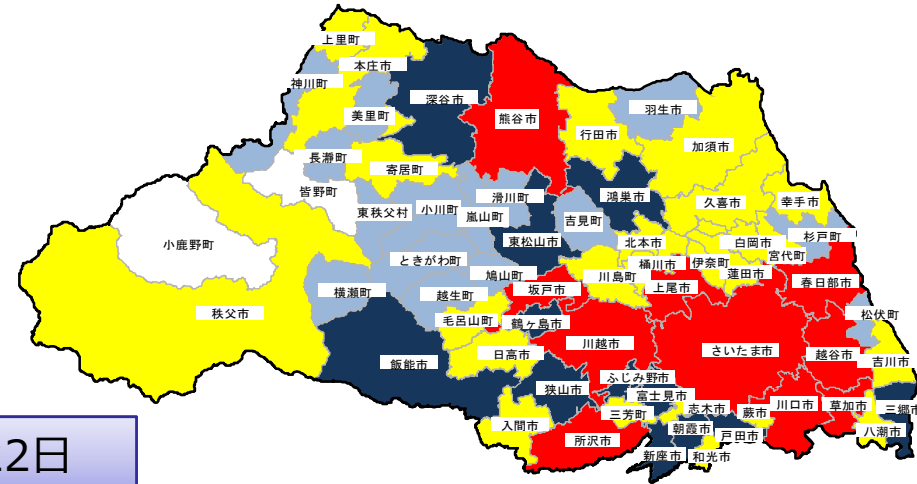 上里町
本庄市
神川町
深谷市
美里町
熊谷市
羽生市
行田市
加須市
長瀞町
寄居町
皆野町
滑川町
鴻巣市
久喜市
幸手市
東秩父村
小川町
嵐山町
吉見町
杉戸町
小鹿野町
東松山市
北本市
白岡市
宮代町
ときがわ町
桶川市
伊奈町
蓮田市
鳩山町
川島町
春日部市
横瀬町
越生町
坂戸市
上尾市
秩父市
毛呂山町
鶴ヶ島市
松伏町
日高市
川越市
さいたま市
越谷市
吉川市
飯能市
狭山市
ふじみ野市
富士見市
入間市
三芳町
志木市
蕨市
川口市
草加市
三郷市
所沢市
朝霞市
戸田市
八潮市
新座市
和光市
2日